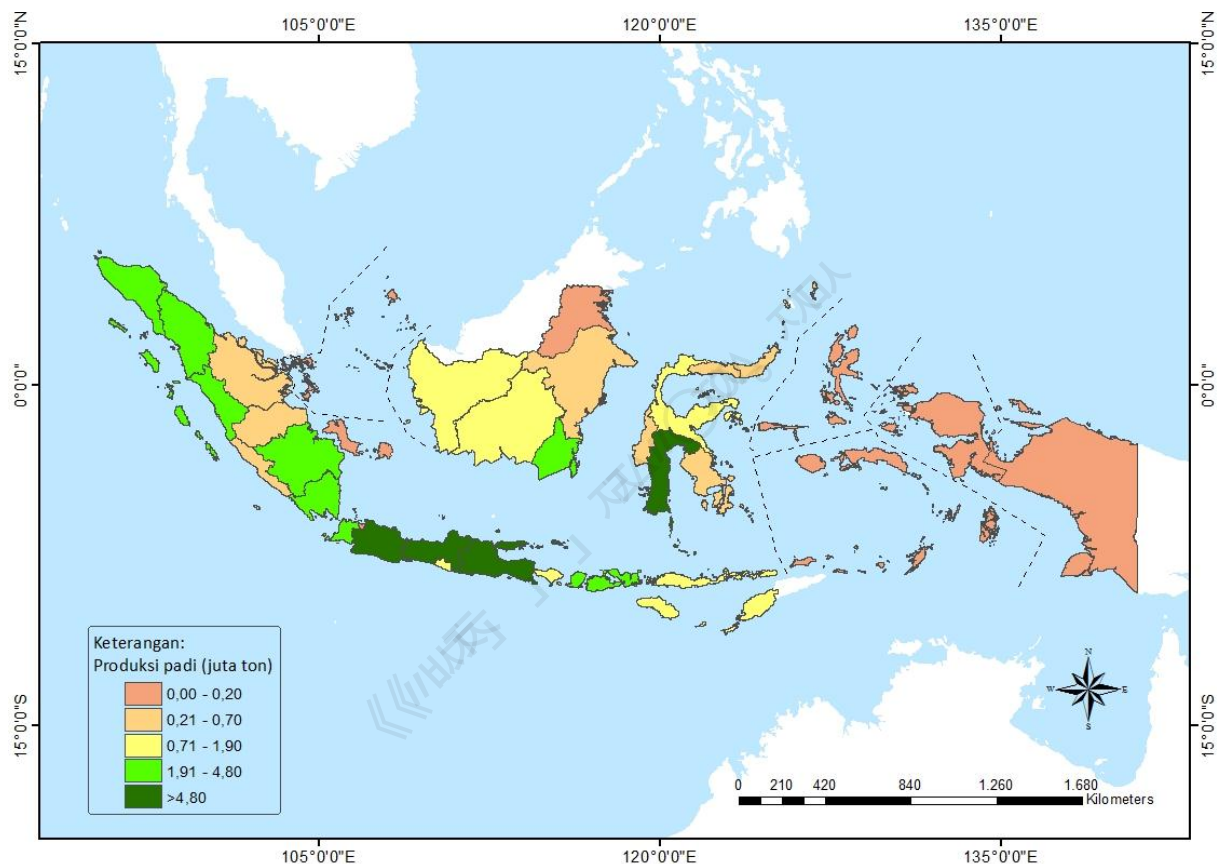 105°0'0"E 120°0'0"E 135°0'0"E
15°0'0"N 15°0'0"N
0°0'0" 0°0'0"
15°0'0"S 15°0'0"S
Keterangan:
Produksi padi (juta ton)
0,00 - 0,20
0,21 - 0,70
0,71 - 1,90
1,91 - 4,80
>4,80
N
W E
S
0 210 420 840 1.260 1.680
Kilometers
105°0'0"E 120°0'0"E 135°0'0"E